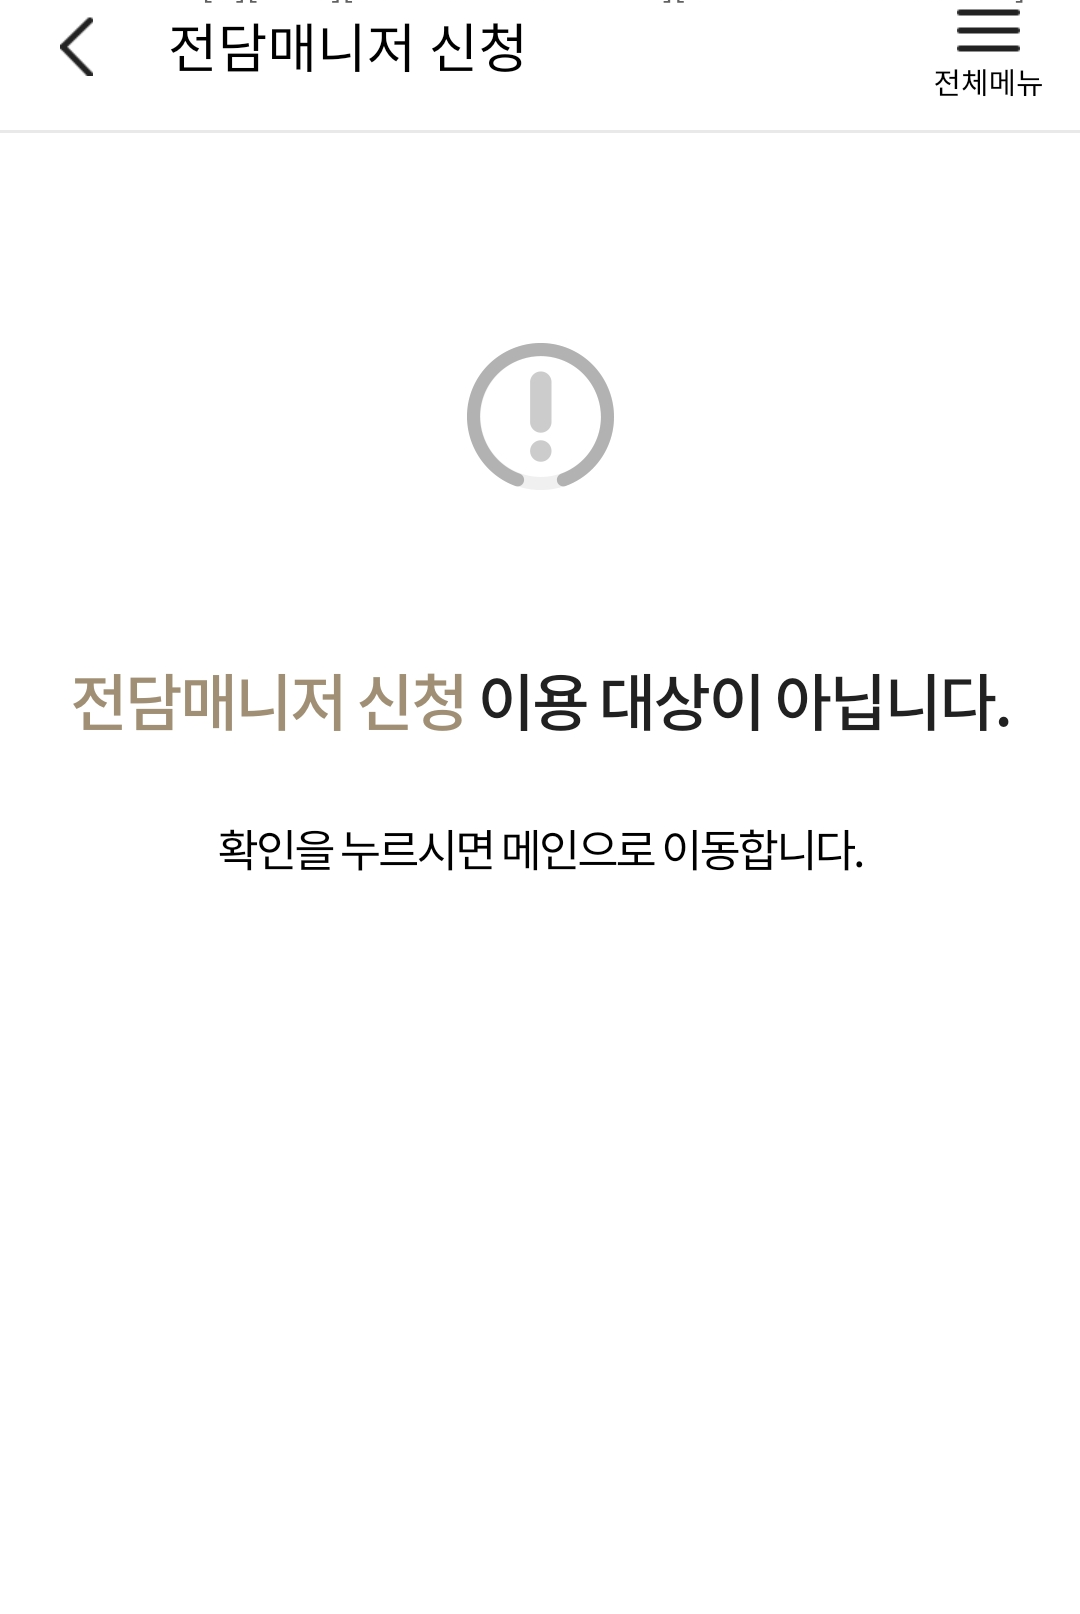 전담매니저 신청
전체메뉴
전담매니저 신청 이용 대상이 아닙니다.
확인을 누르시면 메인으로 이동합니다.